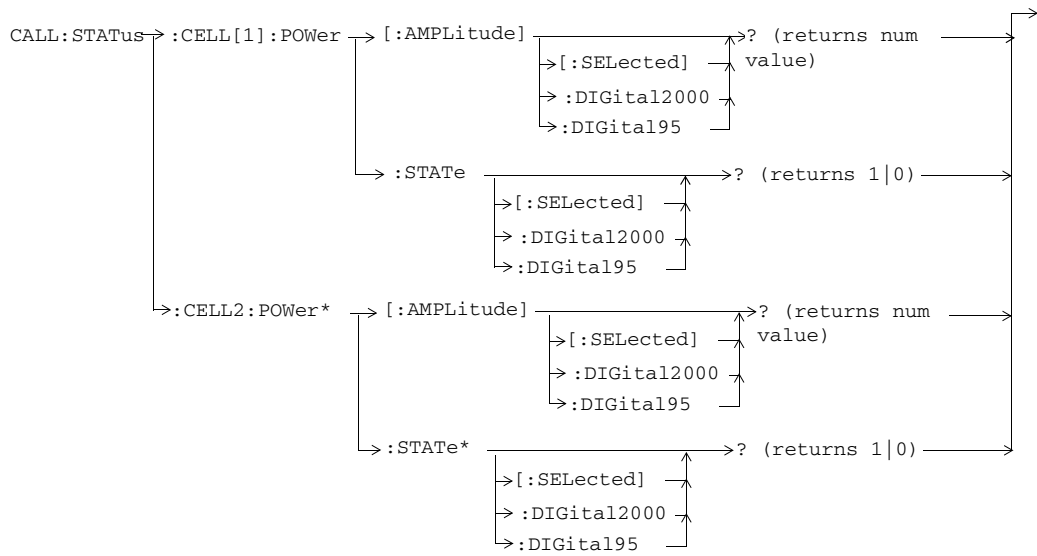 CALL:STATus :CELL[1]:POWer [:AMPLitude] ? (returns num
value)
[:SELected]
:DIGital2000
:DIGital95
:STATe ? (returns 1|0)
[:SELected]
:DIGital2000
:DIGital95
:CELL2:POWer* [:AMPLitude] ? (returns num
value)
[:SELected]
:DIGital2000
:DIGital95
:STATe* ? (returns 1|0)
[:SELected]
:DIGital2000
:DIGital95